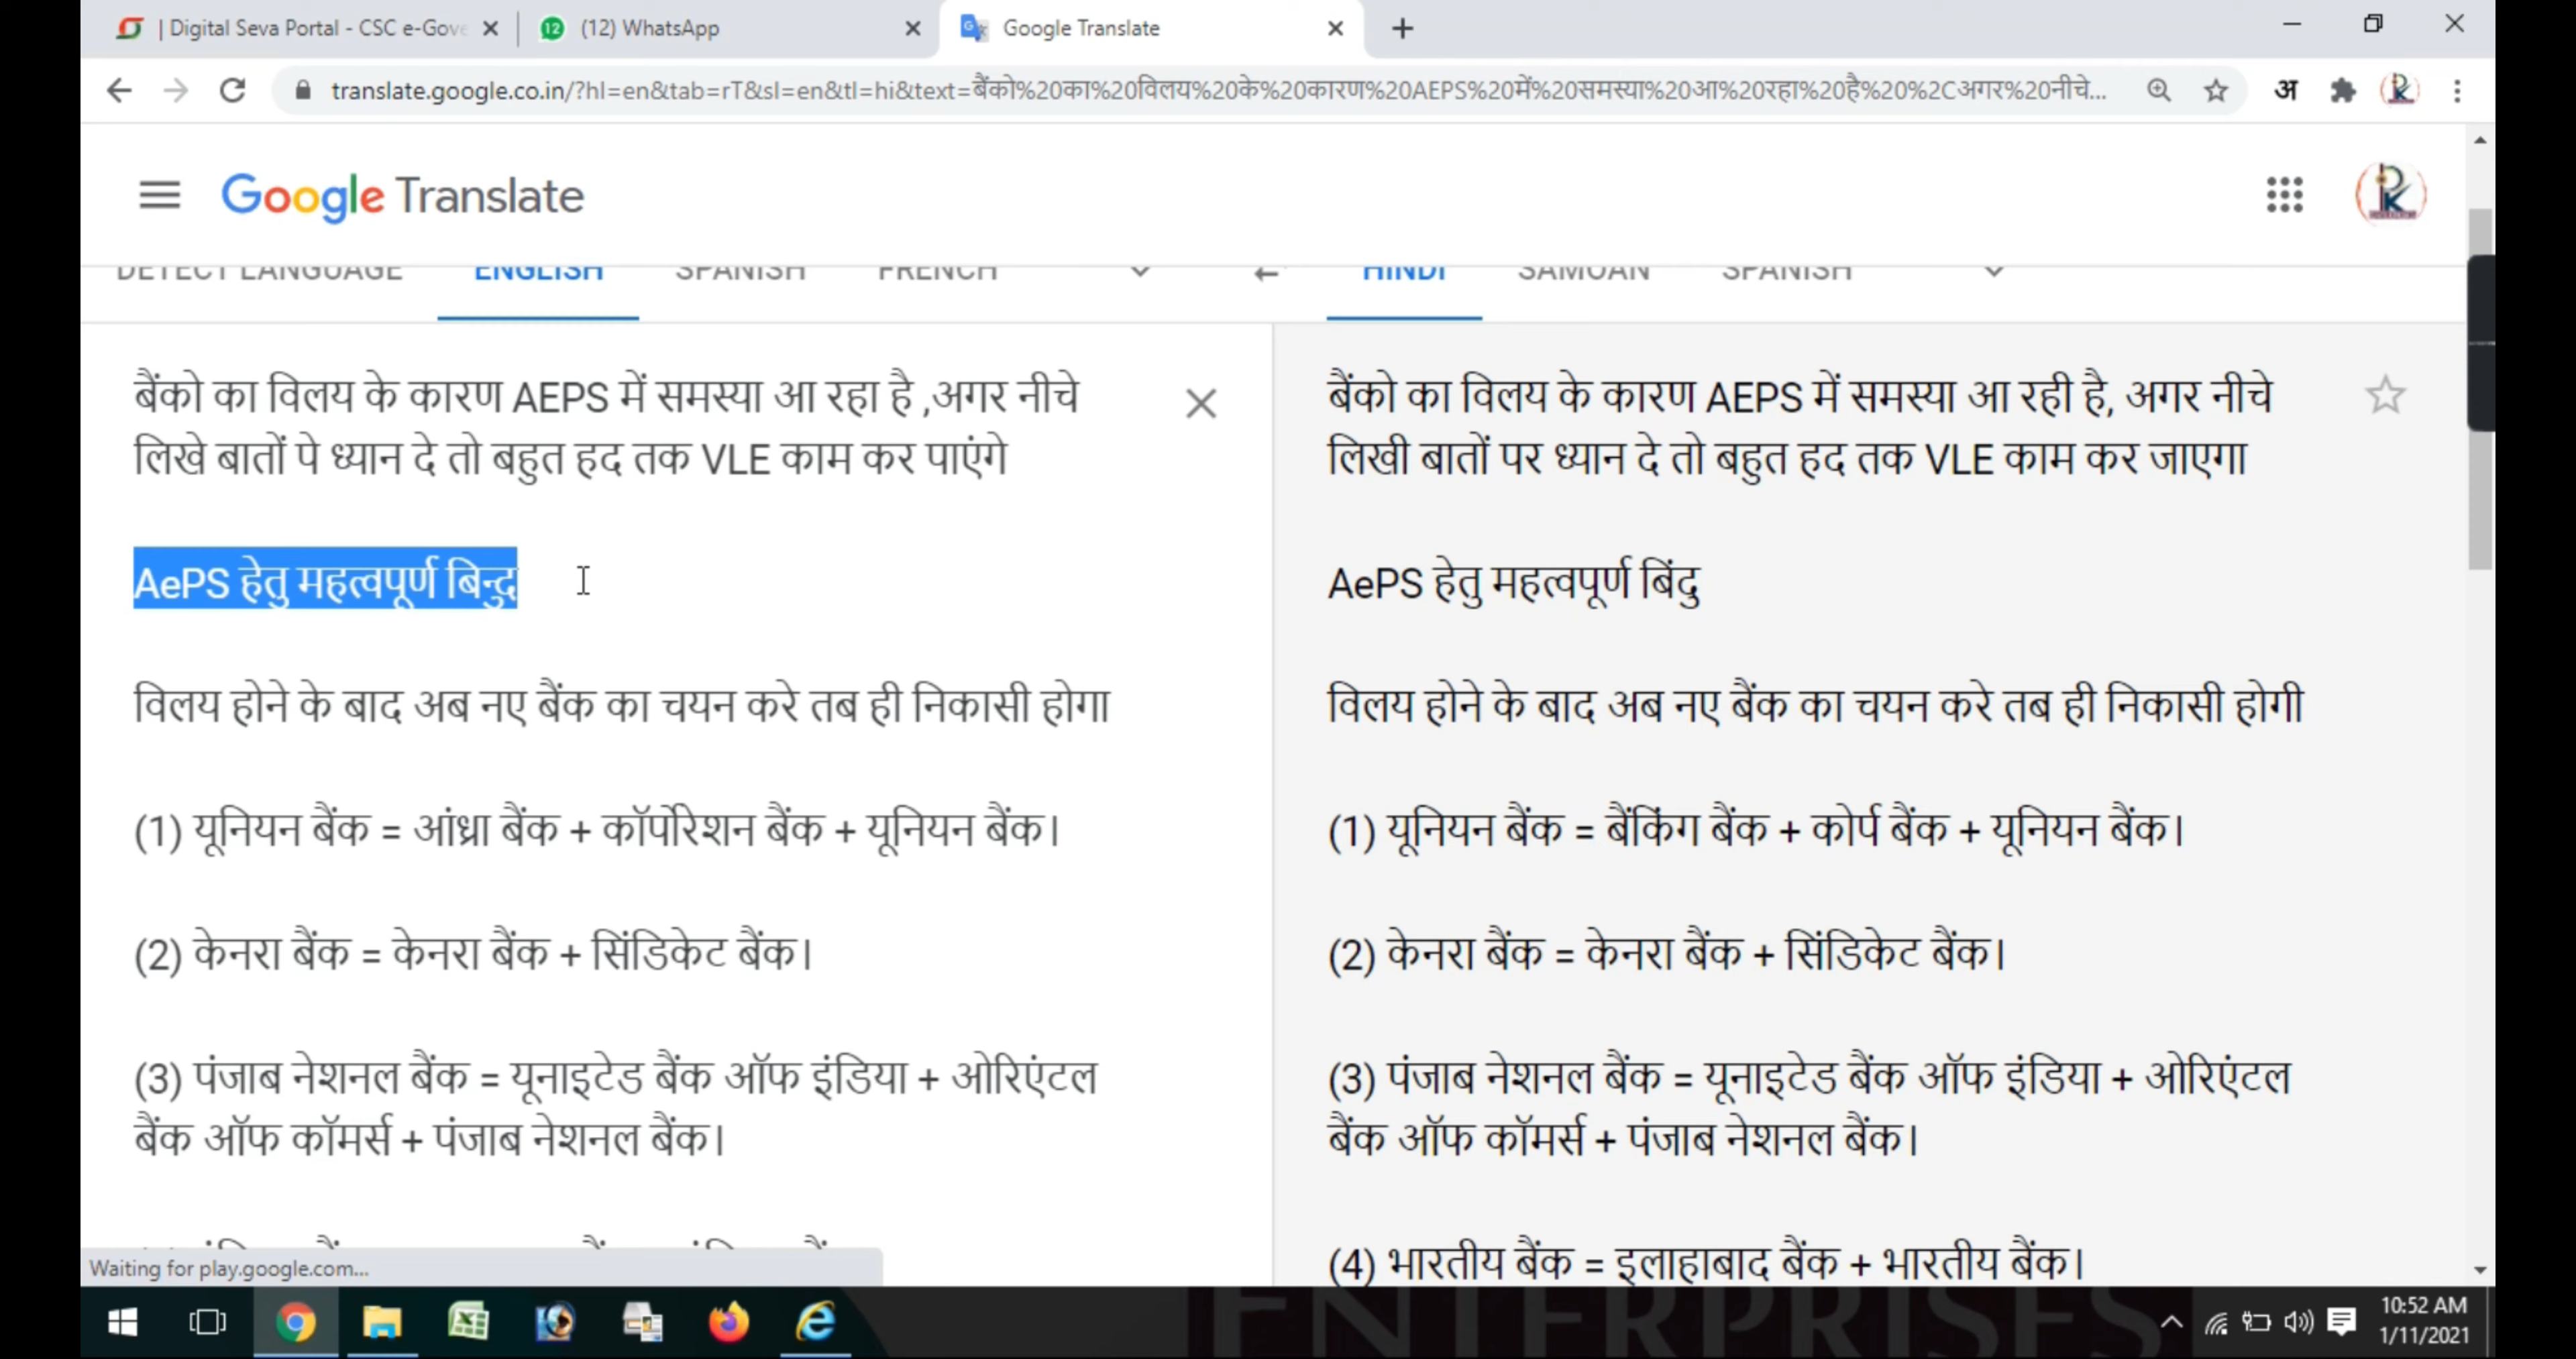 | Digital Seva Portal - CSC e-Gove
12 (12) WhatsApp
Google Translate
translate.google.co.in/?hl=en&tab=rT&sl=en&tl=hi&text=बैंको%20का%20विलय%20के%20कारण%20AEPS%20में%20समस्या%20आ%20रहा%20है%20%2Cअगर%20नीचे...
अ
Google Translate
DETECT LANGUAGE ENGLISH SPANISH FRENCH
HINDI SAMOAN SPANISH
बैंको का विलय के कारण AEPS में समस्या आ रहा है ,अगर नीचे
लिखे बातों पे ध्यान दे तो बहुत हद तक VLE काम कर पाएंगे
AePS हेतु महत्वपूर्ण बिन्दु
विलय होने के बाद अब नए बैंक का चयन करे तब ही निकासी होगा
(1) यूनियन बैंक = आंध्रा बैंक + कॉर्पोरेशन बैंक + यूनियन बैंक।
(2) केनरा बैंक = केनरा बैंक + सिंडिकेट बैंक।
(3) पंजाब नेशनल बैंक = यूनाइटेड बैंक ऑफ इंडिया + ओरिएंटल
बैंक ऑफ कॉमर्स + पंजाब नेशनल बैंक।
बैंको का विलय के कारण AEPS में समस्या आ रही है, अगर नीचे
लिखी बातों पर ध्यान दे तो बहुत हद तक VLE काम कर जाएगा
AePS हेतु महत्वपूर्ण बिंदु
विलय होने के बाद अब नए बैंक का चयन करे तब ही निकासी होगी
(1) यूनियन बैंक = बैंकिंग बैंक + कोर्प बैंक + यूनियन बैंक।
(2) केनरा बैंक = केनरा बैंक + सिंडिकेट बैंक।
(3) पंजाब नेशनल बैंक = यूनाइटेड बैंक ऑफ इंडिया + ओरिएंटल
बैंक ऑफ कॉमर्स + पंजाब नेशनल बैंक।
(4) भारतीय बैंक = इलाहाबाद बैंक + भारतीय बैंक।
Waiting for play.google.com...
ENTERPRISES
10:52 AM
1/11/2021